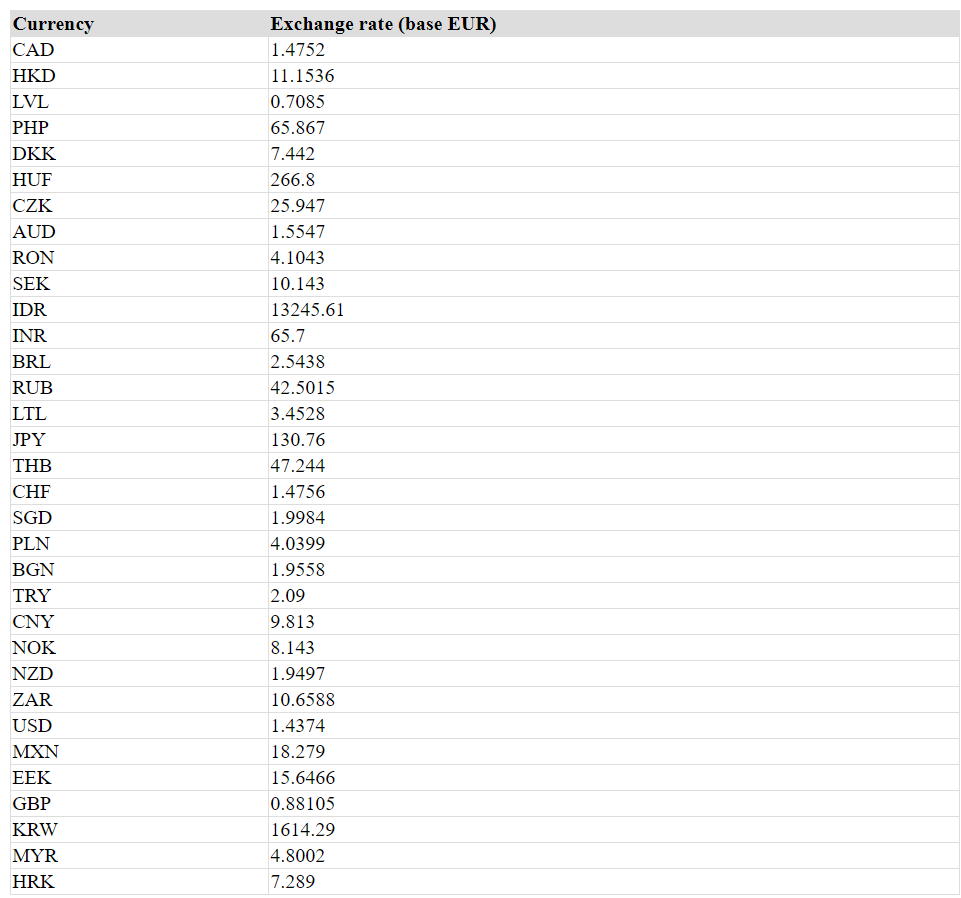 Currency Exchange rate (base EUR)
CAD 1.4752
HKD 11.1536
LVL 0.7085
PHP 65.867
DKK 7.442
HUF 266.8
CZK 25.947
AUD 1.5547
RON 4.1043
SEK 10.143
IDR 13245.61
INR 65.7
BRL 2.5438
RUB 42.5015
LTL 3.4528
JPY 130.76
THB 47.244
CHF 1.4756
SGD 1.9984
PLN 4.0399
BGN 1.9558
TRY 2.09
CNY 9.813
NOK 8.143
NZD 1.9497
ZAR 10.6588
USD 1.4374
MXN 18.279
EEK 15.6466
GBP 0.88105
KRW 1614.29
MYR 4.8002
HRK 7.289